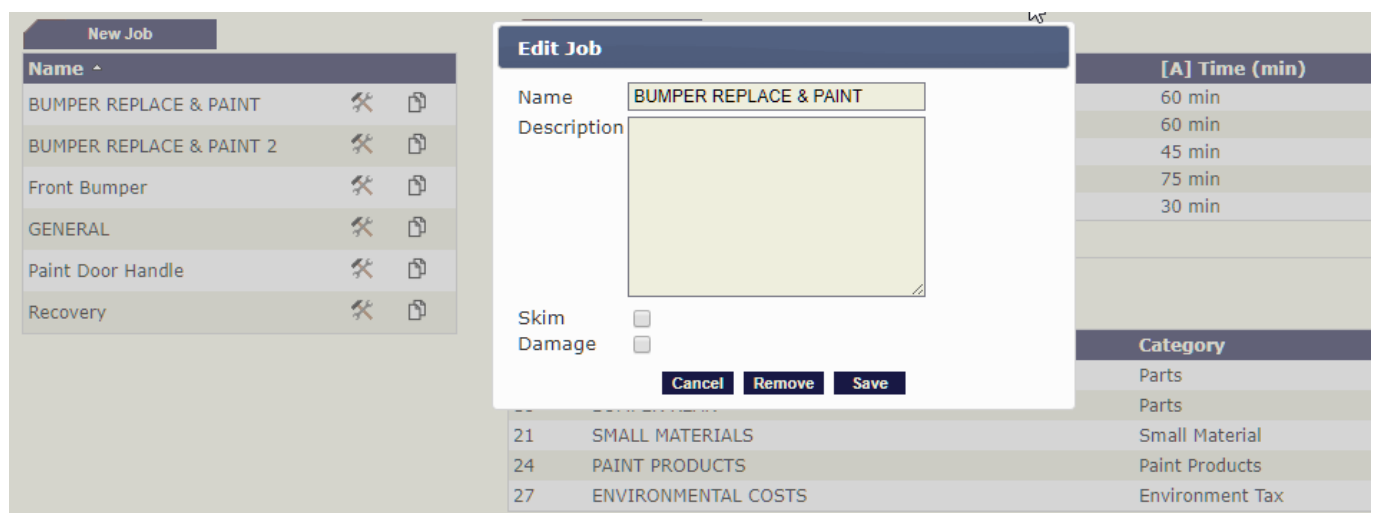 New Job
Name
BUMPER REPLACE & PAINT
BUMPER REPLACE & PAINT 2
Front Bumper
GENERAL
Paint Door Handle
Recovery
Edit Job
Name BUMPER REPLACE & PAINT
Description
Skim
Damage
Cancel Remove Save
[A] Time (min)
60 min
60 min
45 min
75 min
30 min
Category
Parts
Parts
21 SMALL MATERIALS Small Material
24 PAINT PRODUCTS Paint Products
27 ENVIRONMENTAL COSTS Environment Tax